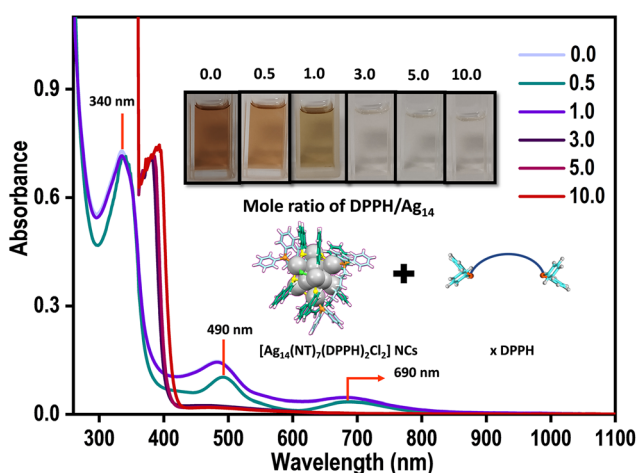 0.0 0.5 1.0 3.0 5.0 10.0
340 nm
Mole ratio of DPPH/Ag14
490 nm
690 nm
[Ag14(NT)7(DPPH)2Cl2] NCs
x DPPH
0.0
0.5
1.0
3.0
5.0
10.0
Absorbance
0.9
0.6
0.3
0.0
300 400 500 600 700 800 900 1000 1100
Wavelength (nm)